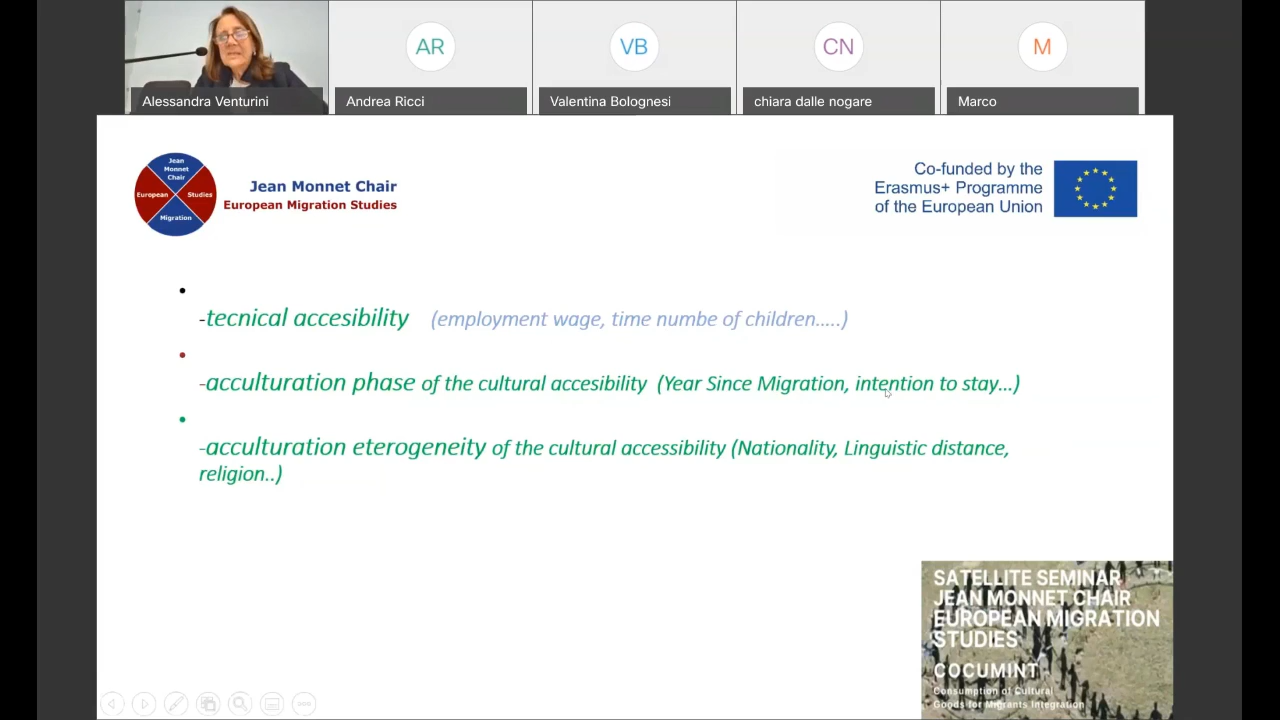 AR
VB
CN
M
Alessandra Venturini
Andrea Ricci
Valentina Bolognesi
chiara dalle nogare
Marco
Jean
Monnet
Chair
European Studies
Migration
Jean Monnet Chair
European Migration Studies
Co-funded by the
Erasmus+ Programme
of the European Union
-tecnical accesibility (employment wage, time numbe of children…..)
-acculturation phase of the cultural accesibility (Year Since Migration, intention to stay…)
-acculturation eterogeneity of the cultural accessibility (Nationality, Linguistic distance,
religion..)
SATELLITE SEMINAR
JEAN MONNET CHAIR
EUROPEAN MIGRATION
STUDIES
COCUMINT
Consumption of Cultural
Goods for Migrants Integration